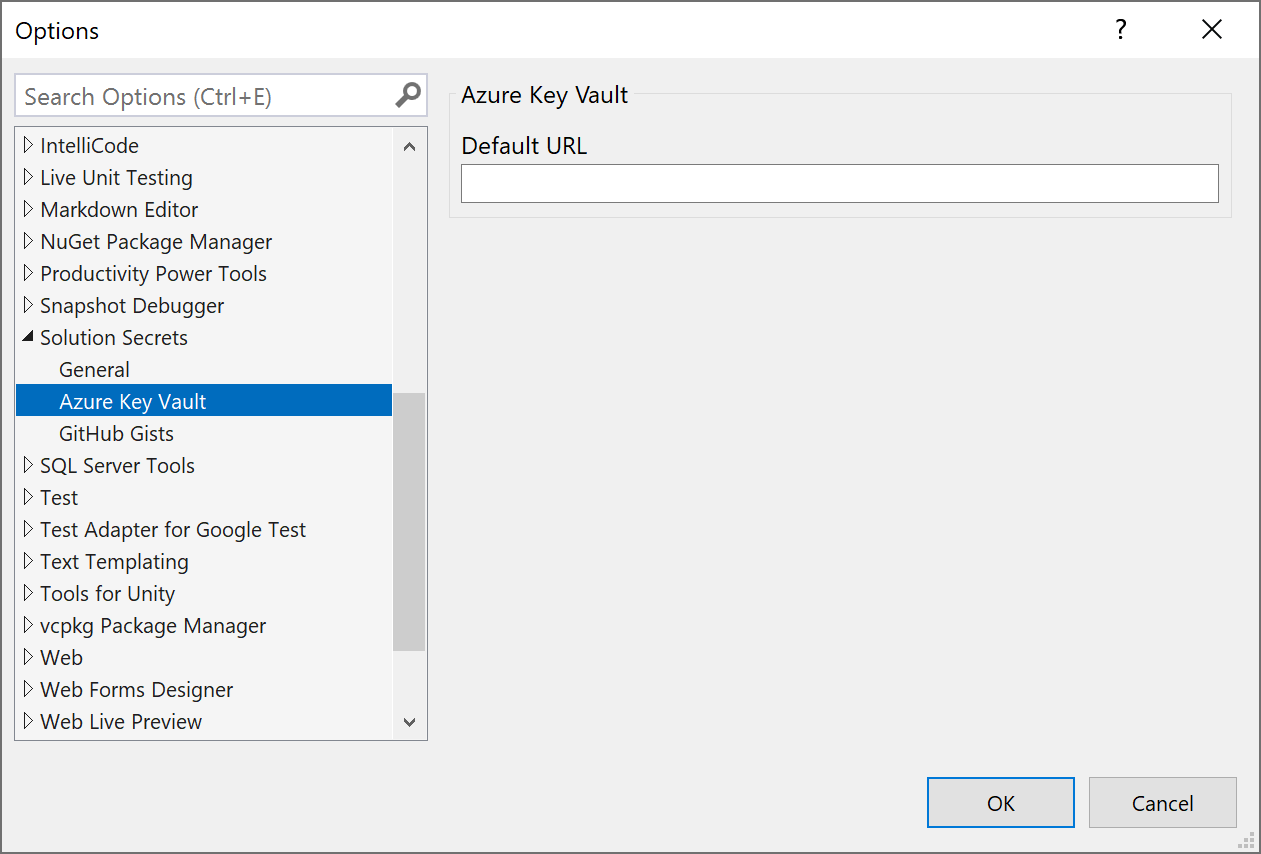 Options
?
Search Options (Ctrl+E)
IntelliCode
Live Unit Testing
Markdown Editor
NuGet Package Manager
Productivity Power Tools
Snapshot Debugger
Solution Secrets
General
Azure Key Vault
GitHub Gists
SQL Server Tools
Test
Test Adapter for Google Test
Text Templating
Tools for Unity
vcpkg Package Manager
Web
Web Forms Designer
Web Live Preview
Azure Key Vault
Default URL
OK
Cancel